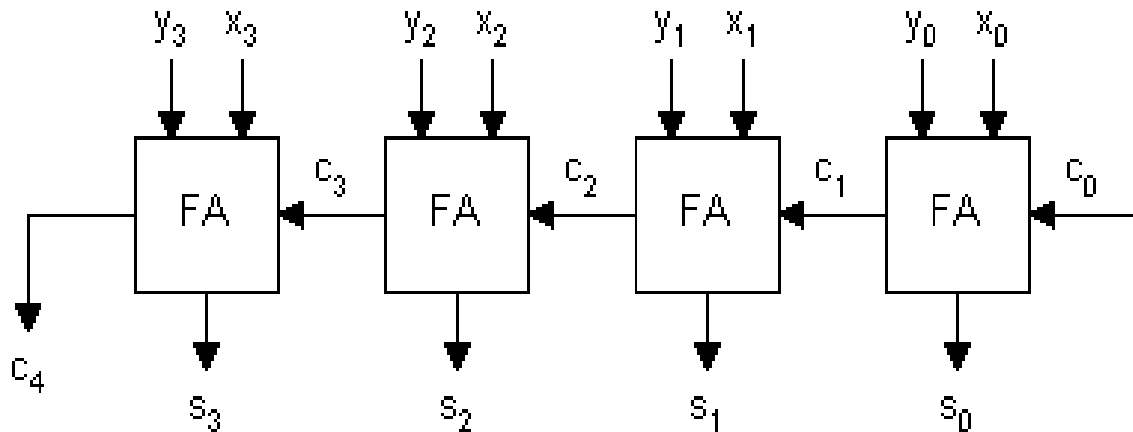 y₃ x₃ y₂ x₂ y₁ x₁ y₀ x₀
c₃ c₂ c₁ c₀
FA FA FA FA
c₄
s₃ s₂ s₁ s₀